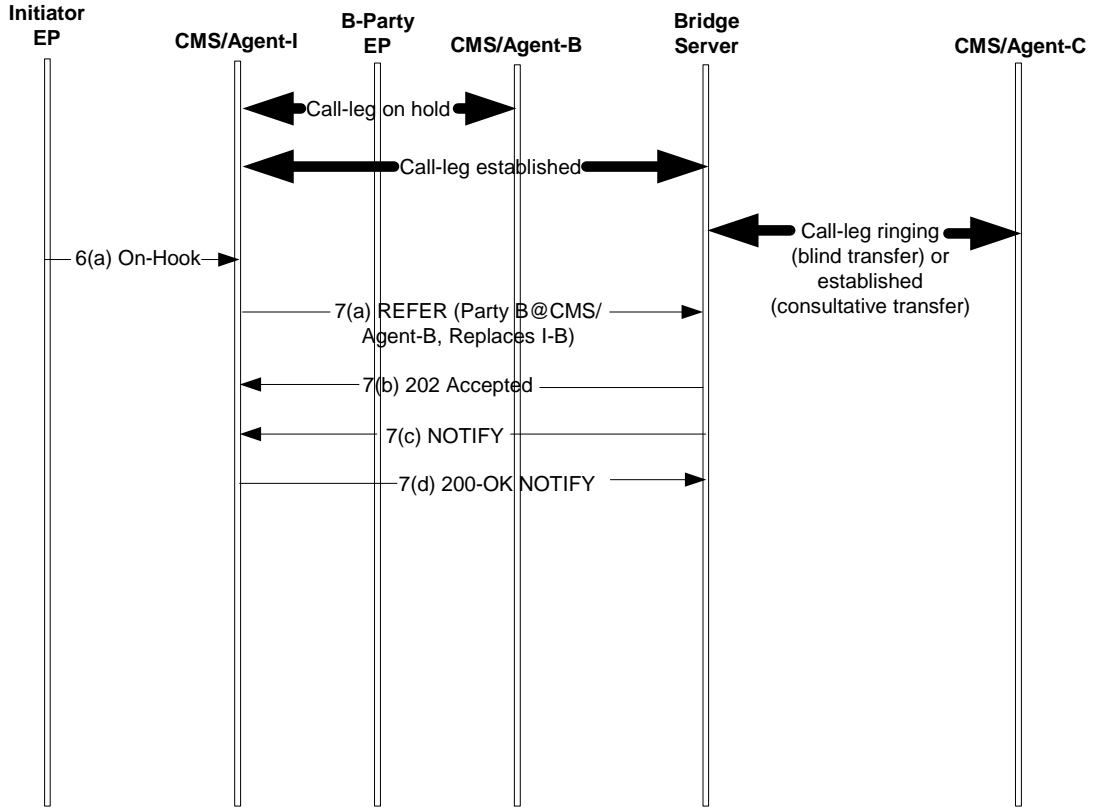 Initiator
EP
CMS/Agent-I
B-Party
EP
CMS/Agent-B
Bridge
Server
CMS/Agent-C
Call-leg on hold
Call-leg established
Call-leg ringing
(blind transfer) or
established
(consultative transfer)
6(a) On-Hook
7(a) REFER (Party B@CMS/
Agent-B, Replaces I-B)
7(b) 202 Accepted
7(c) NOTIFY
7(d) 200-OK NOTIFY